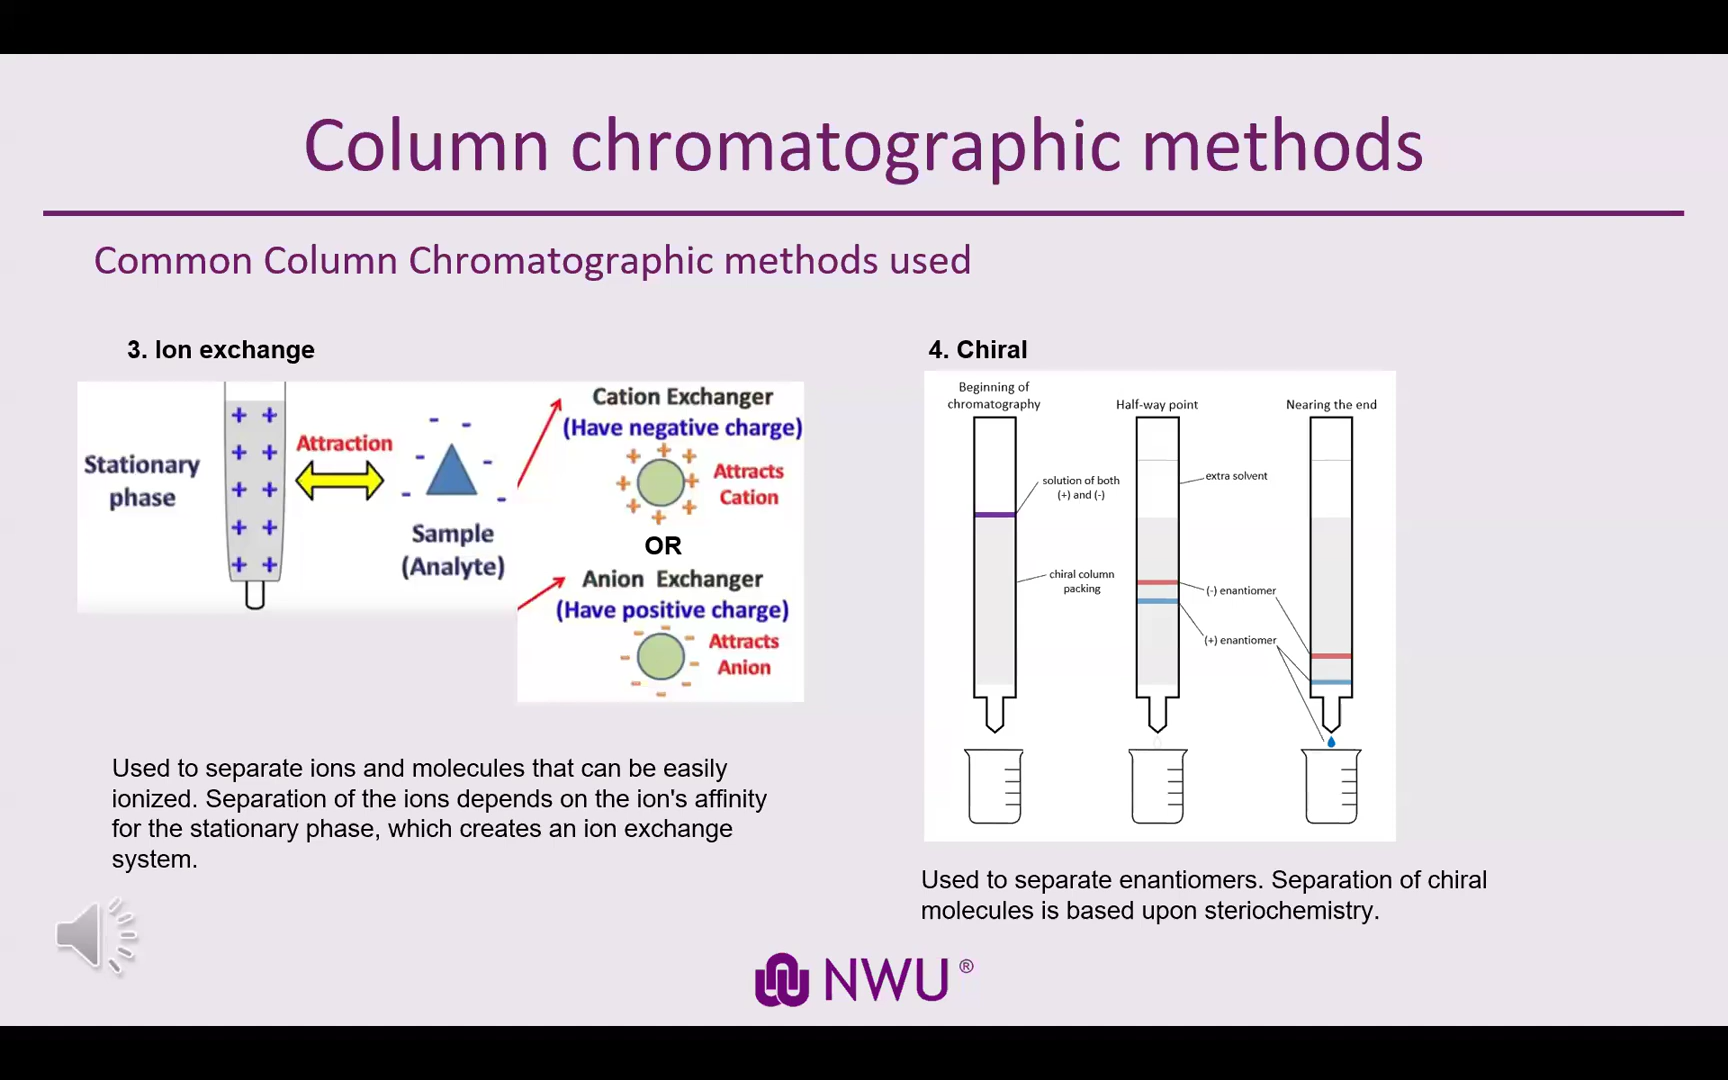 Column chromatographic methods
Common Column Chromatographic methods used
3. Ion exchange
Stationary
phase
+ +
+ +
+ +
+ +
+ +
Attraction
Sample
(Analyte)
Cation Exchanger
(Have negative charge)
Attracts
Cation
OR
Anion Exchanger
(Have positive charge)
Attracts
Anion
Used to separate ions and molecules that can be easily
ionized. Separation of the ions depends on the ion's affinity
for the stationary phase, which creates an ion exchange
system.
4. Chiral
Beginning of
chromatography
Half-way point
Nearing the end
solution of both
(+) and (-)
extra solvent
chiral column
packing
(-) enantiomer
(+) enantiomer
Used to separate enantiomers. Separation of chiral
molecules is based upon steriochemistry.
NWU®